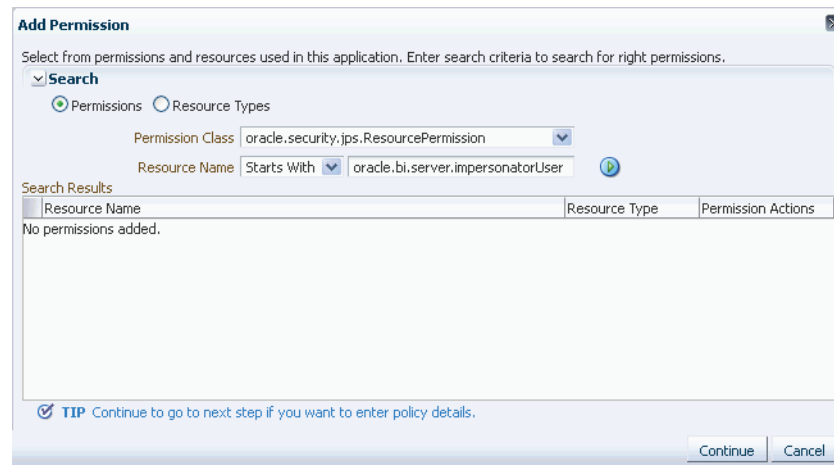 Add Permission
Select from permissions and resources used in this application. Enter search criteria to search for right permissions.
Search
Permissions Resource Types
Permission Class oracle.security.jps.ResourcePermission
Resource Name Starts With oracle.bi.server.impersonatorUser
Search Results
Resource Name Resource Type Permission Actions
No permissions added.
TIP Continue to go to next step if you want to enter policy details.
Continue Cancel